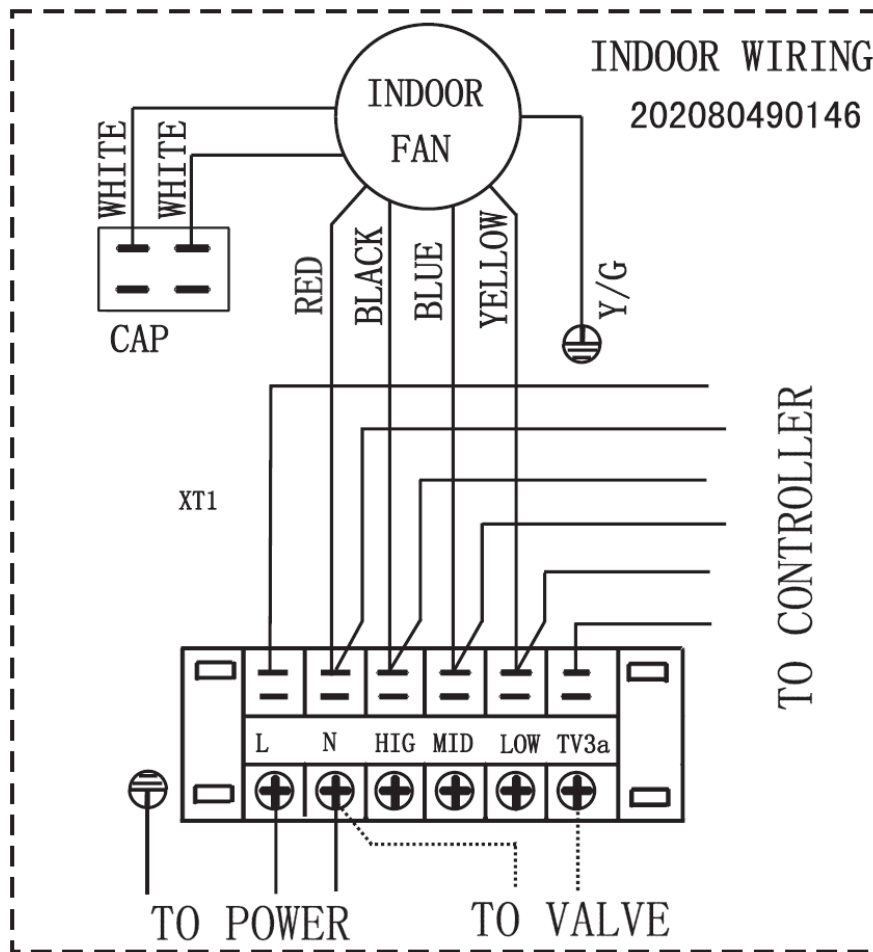 INDOOR WIRING
202080490146
INDOOR
FAN
WHITE
WHITE
CAP
RED
BLACK
BLUE
YELLOW
Y/G
XT1
TO CONTROLLER
L N HIG MID LOW TV3a
TO POWER
TO VALVE